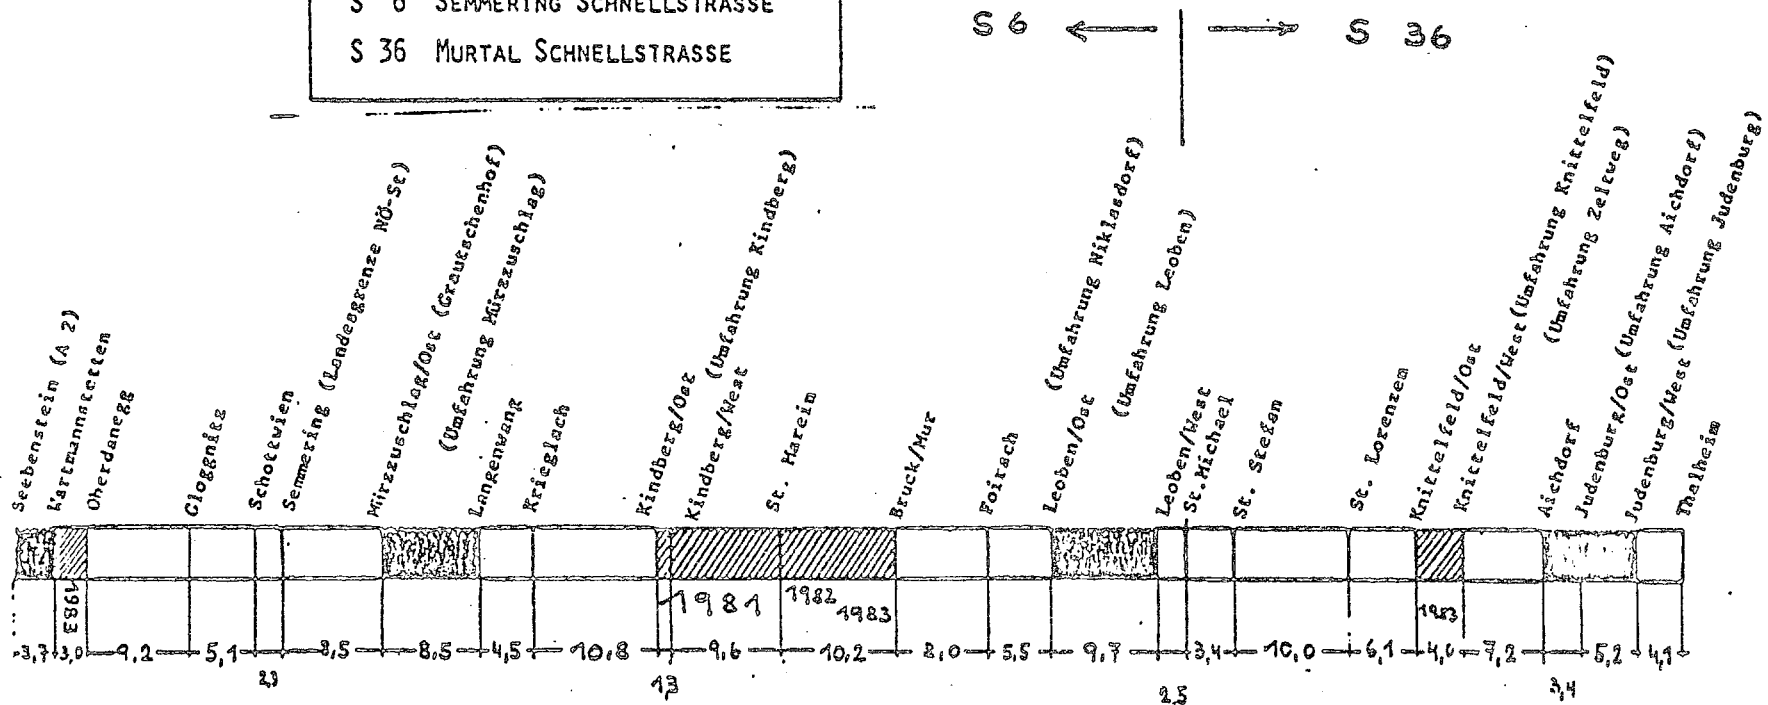 S 6 SEMMERING SCHNELLSTRASSE
S 36 MURTAL SCHNELLSTRASSE
S 6
S 36
Seebenstein (A 2)
Wartmannstetten
Oberdanegg
Gloggnitz
Schottwien
Semmering (Landesgrenze NÖ-St)
Mürzzuschlag/Ost (Grautschenhof)
(Umfahrung Mürzzuschlag)
Langenwang
Krieglach
Kindberg/Ost
(Umfahrung Kindberg)
Kindberg/West
St. Mareim
Bruck/Mur
Foirach
Leoben/Ost
(Umfahrung Niklasdorf)
(Umfahrung Leoben)
Leoben/West
St.Michael
St. Stefan
St. Lorenzen
Knittelfeld/Ost
Knittelfeld/West (Umfahrung Knittelfeld)
(Umfahrung Zeltweg)
Aichdorf
Judenburg/Ost (Umfahrung Aichdorf)
Judenburg/West (Umfahrung Judenburg)
Thalheim
1983
1981
1982
1983
1983
3,7 3,0 9,2 5,1 8,5 8,5 4,5 10,8 9,6 10,2 8,0 5,5 9,7 3,4 10,0 6,1 4,6 7,2 5,2 4,1
1,3
2,5
3,4